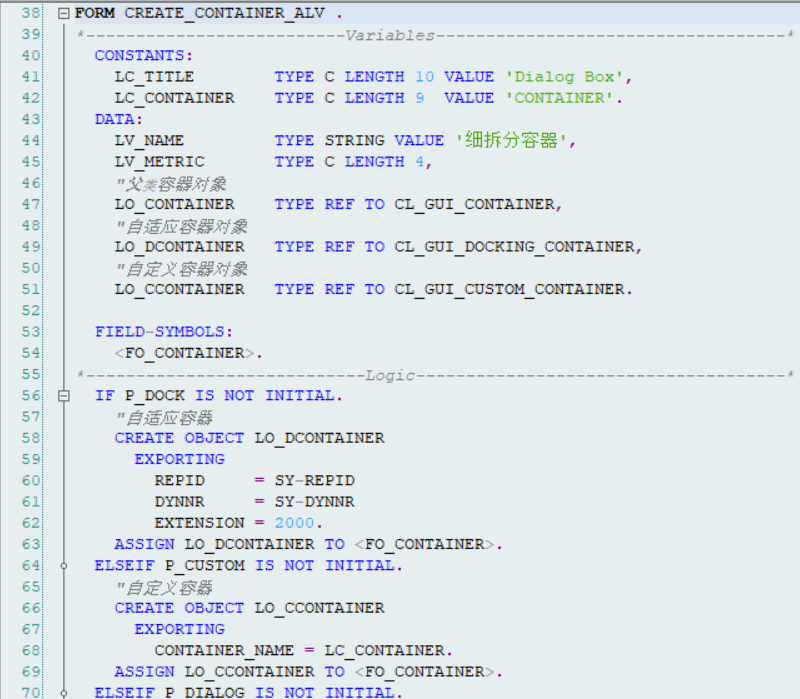 38 FORM CREATE_CONTAINER_ALV .
39 *--------------------------Variables-----------------------------------*
40   CONSTANTS:
41     LC_TITLE        TYPE C LENGTH 10 VALUE 'Dialog Box',
42     LC_CONTAINER    TYPE C LENGTH 9  VALUE 'CONTAINER'.
43   DATA:
44     LV_NAME         TYPE STRING VALUE '细拆分容器',
45     LV_METRIC       TYPE C LENGTH 4,
46     "父类容器对象
47     LO_CONTAINER    TYPE REF TO CL_GUI_CONTAINER,
48     "自适应容器对象
49     LO_DCONTAINER   TYPE REF TO CL_GUI_DOCKING_CONTAINER,
50     "自定义容器对象
51     LO_CCONTAINER   TYPE REF TO CL_GUI_CUSTOM_CONTAINER.
52
53   FIELD-SYMBOLS:
54     <FO_CONTAINER>.
55 *----------------------------Logic-------------------------------------*
56   IF P_DOCK IS NOT INITIAL.
57     "自适应容器
58     CREATE OBJECT LO_DCONTAINER
59       EXPORTING
60         REPID     = SY-REPID
61         DYNNR     = SY-DYNNR
62         EXTENSION = 2000.
63     ASSIGN LO_DCONTAINER TO <FO_CONTAINER>.
64   ELSEIF P_CUSTOM IS NOT INITIAL.
65     "自定义容器
66     CREATE OBJECT LO_CCONTAINER
67       EXPORTING
68         CONTAINER_NAME = LC_CONTAINER.
69     ASSIGN LO_CCONTAINER TO <FO_CONTAINER>.
70   ELSEIF P_DIALOG IS NOT INITIAL.